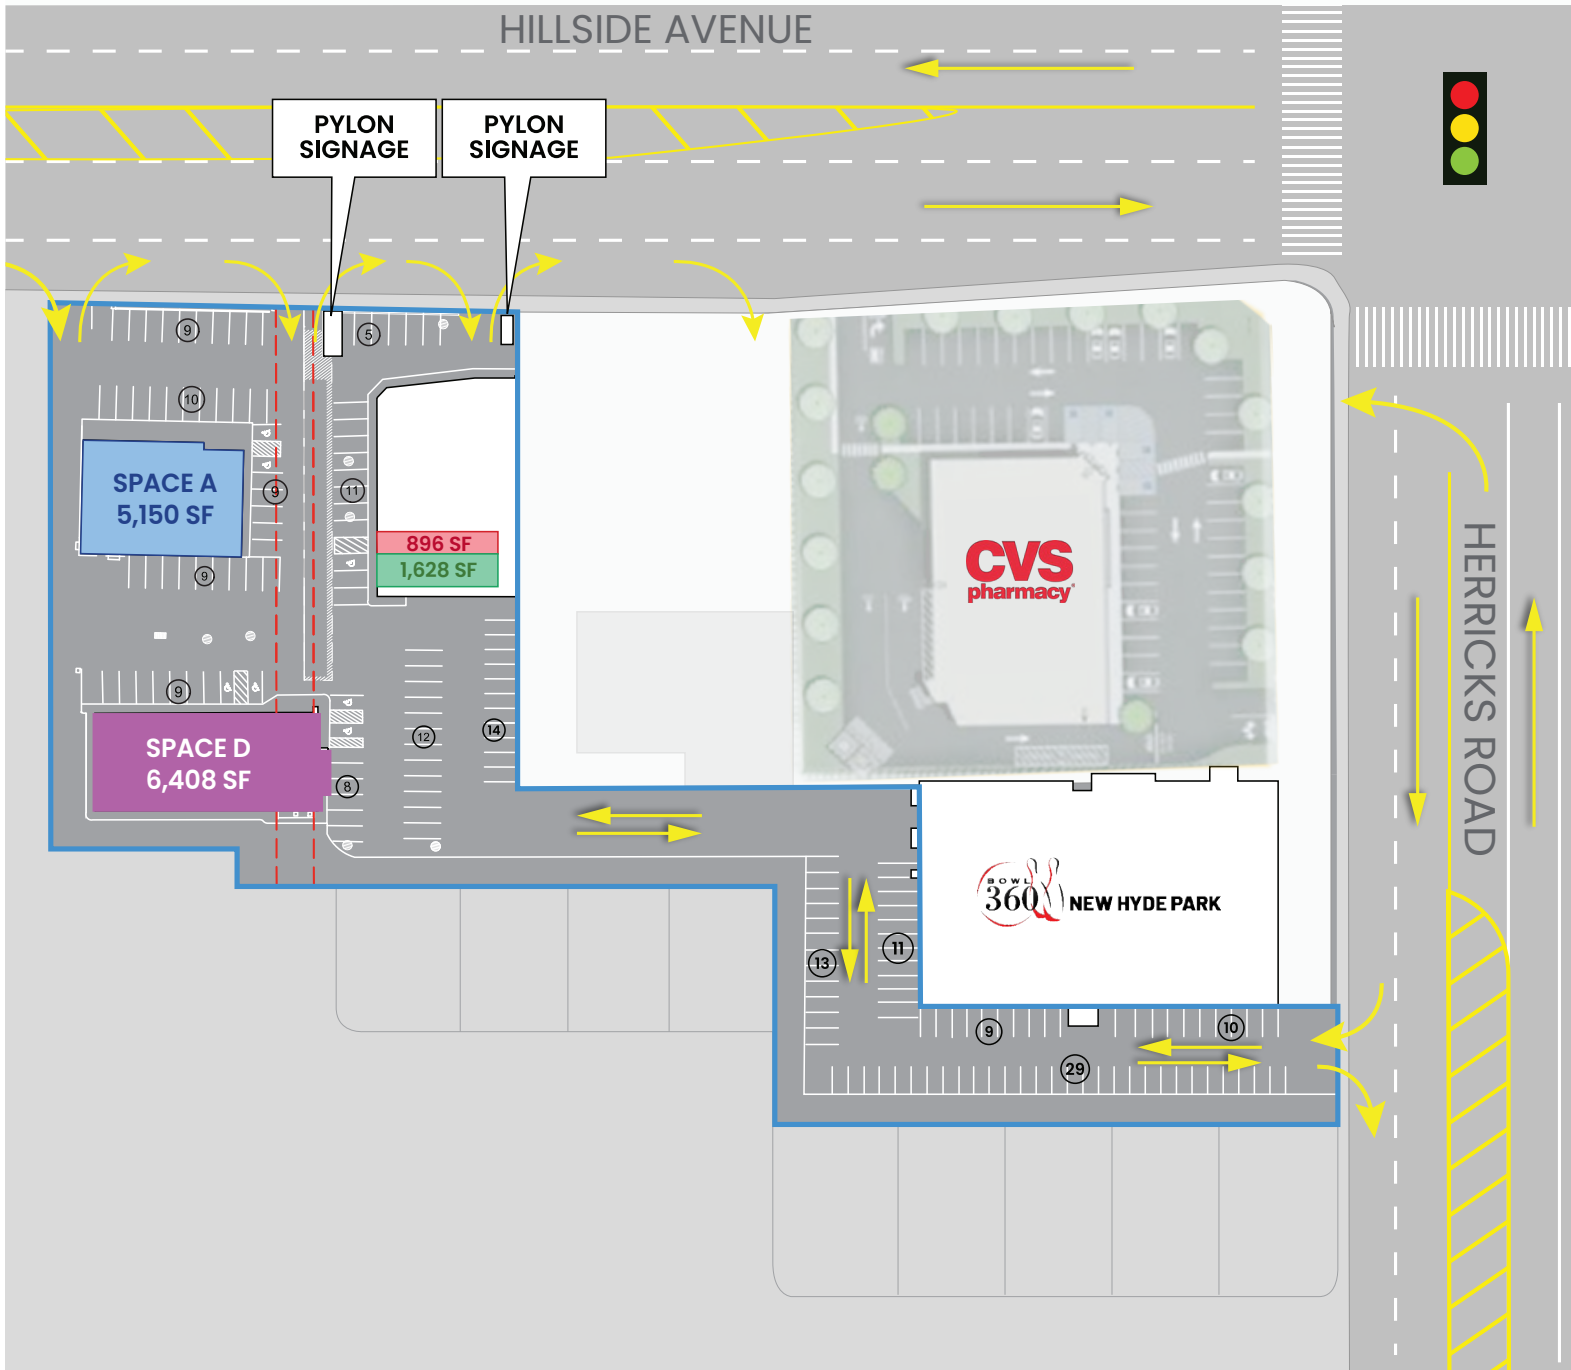 HILLSIDE AVENUE
PYLON
SIGNAGE
PYLON
SIGNAGE
9
5
10
SPACE A
5,150 SF
9
11
896 SF
1,628 SF
9
CVS
pharmacy
HERRICKS ROAD
9
SPACE D
6,408 SF
12
14
8
BOWL
360
NEW HYDE PARK
13
11
9
10
29